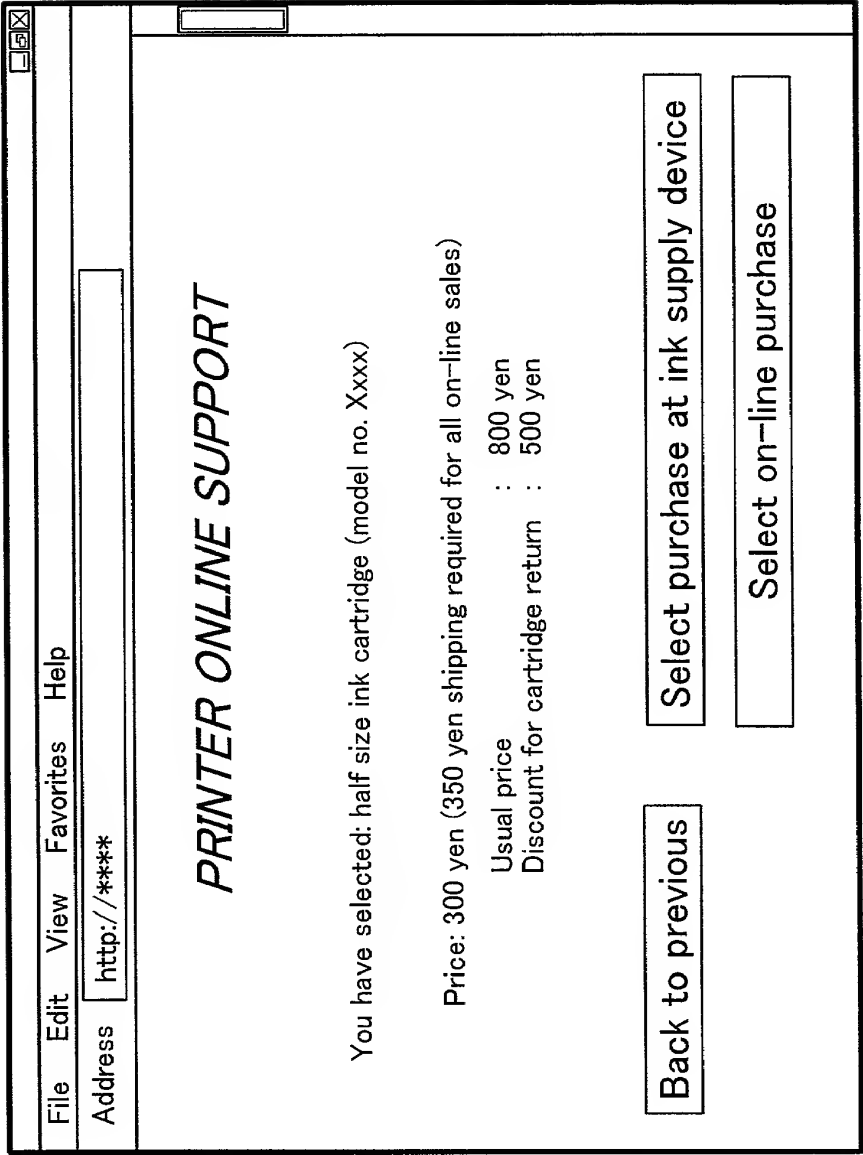 File Edit View Favorites Help
Address http://****
PRINTER ONLINE SUPPORT
You have selected: half size ink cartridge (model no. Xxxx)
Price: 300 yen (350 yen shipping required for all on-line sales)
Usual price : 800 yen
Discount for cartridge return : 500 yen
Back to previous
Select purchase at ink supply device
Select on-line purchase